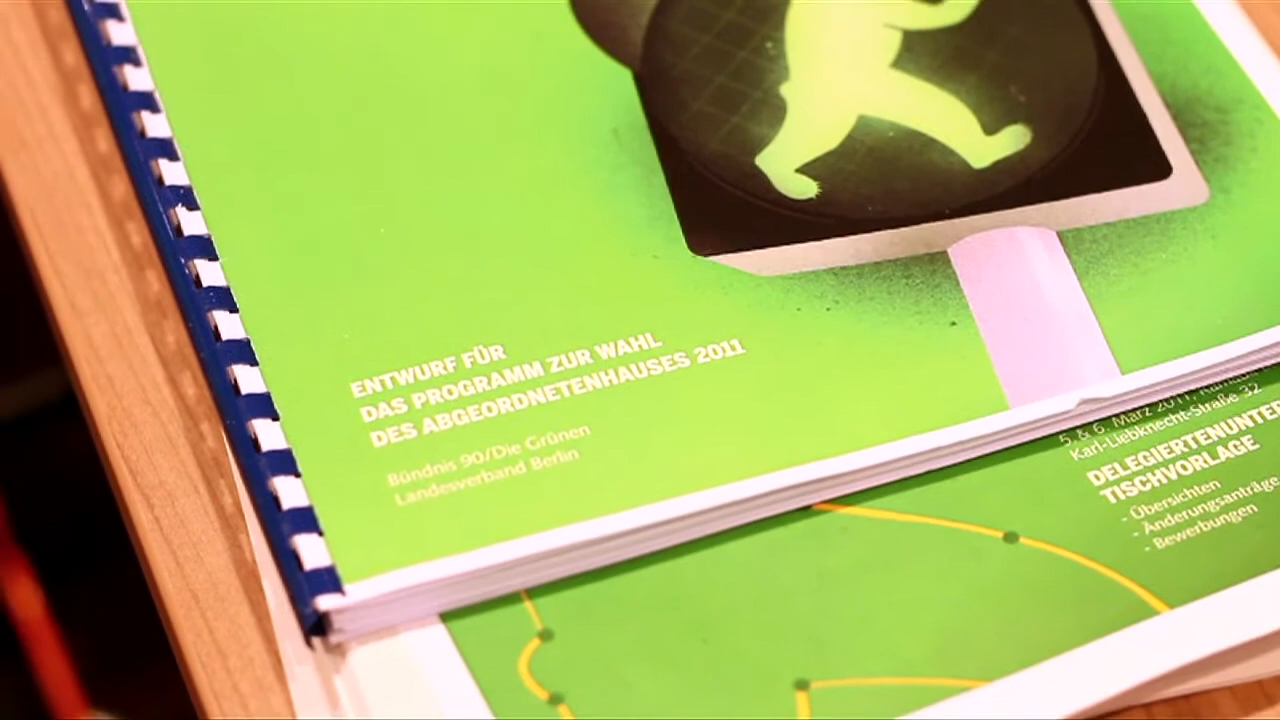 ENTWURF FÜR
DAS PROGRAMM ZUR WAHL
DES ABGEORDNETENHAUSES 2011
Bündnis 90/Die Grünen
Landesverband Berlin
5. & 6. März 2011,
Karl-Liebknecht-Straße 32
DELEGIERTENUNTE
TISCHVORLAGE
- Übersichten
- Änderungsanträge
- Bewerbungen